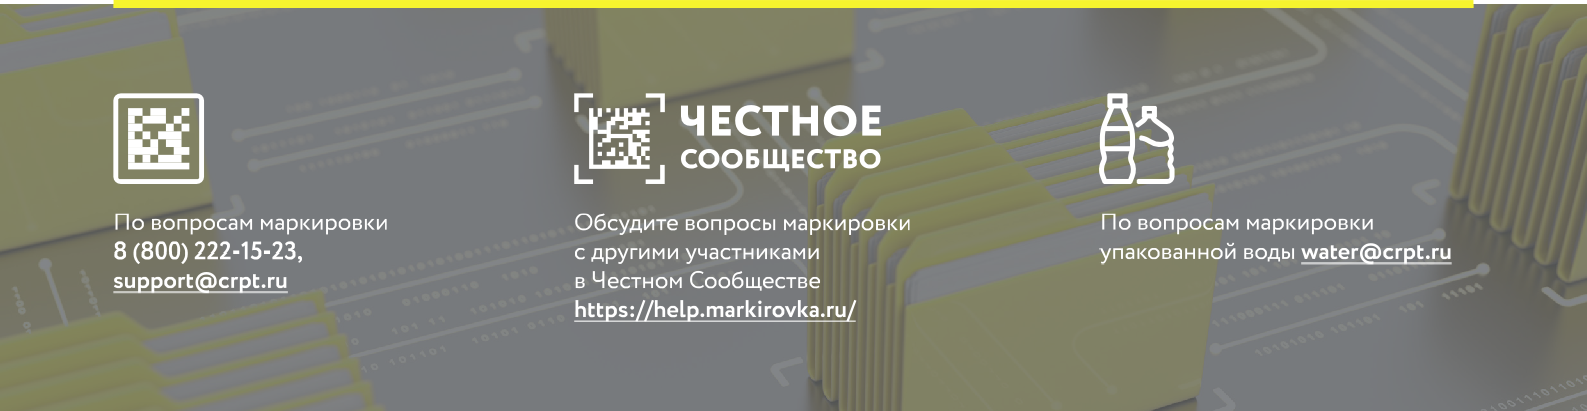 По вопросам маркировки
8 (800) 222-15-23,
support@crpt.ru
ЧЕСТНОЕ
СООБЩЕСТВО
Обсудите вопросы маркировки
с другими участниками
в Честном Сообществе
https://help.markirovka.ru/
По вопросам маркировки
упакованной воды water@crpt.ru